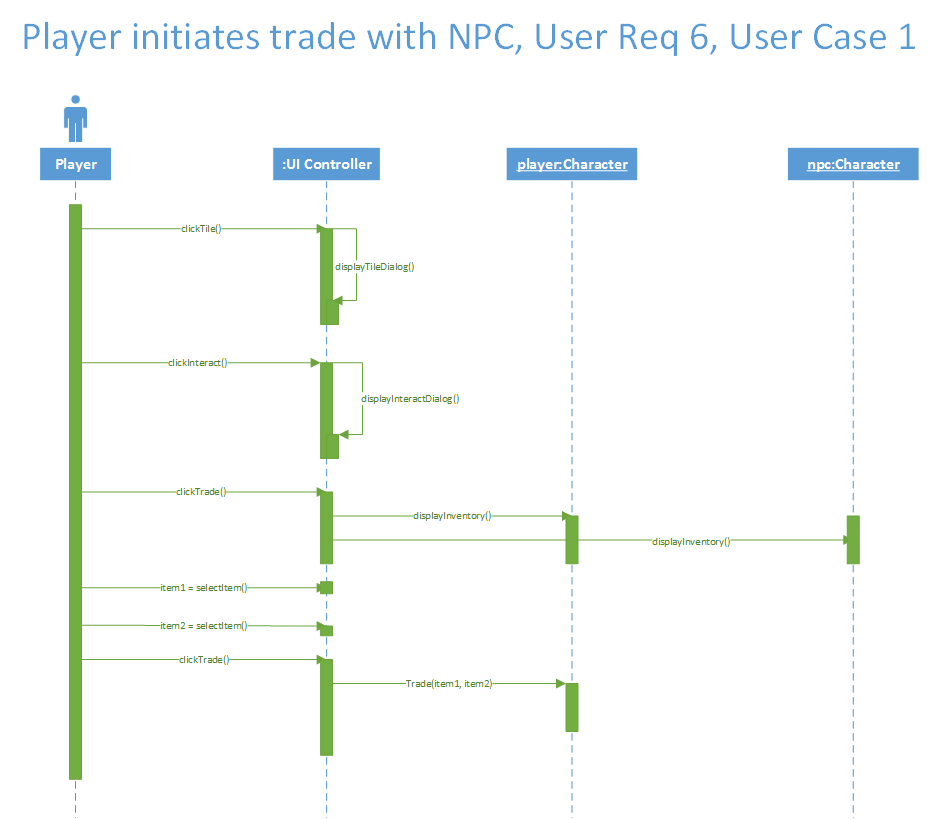 Player initiates trade with NPC, User Req 6, User Case 1
Player
:UI Controller
player:Character
npc:Character
clickTile()
displayTileDialog()
clickInteract()
displayInteractDialog()
clickTrade()
displayInventory()
displayInventory()
item1 = selectItem()
item2 = selectItem()
clickTrade()
Trade(item1, item2)